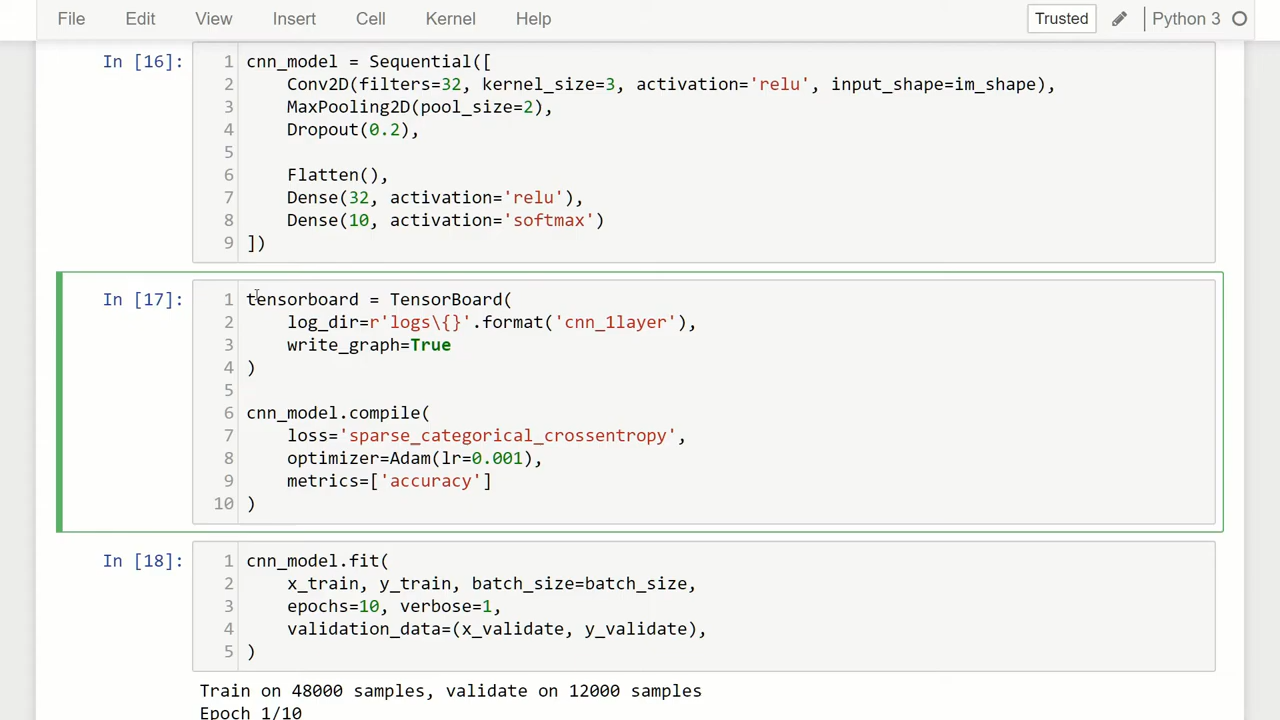 File Edit View Insert Cell Kernel Help Trusted Python 3
In [16]:
1 cnn_model = Sequential([
2     Conv2D(filters=32, kernel_size=3, activation='relu', input_shape=im_shape),
3     MaxPooling2D(pool_size=2),
4     Dropout(0.2),
5
6     Flatten(),
7     Dense(32, activation='relu'),
8     Dense(10, activation='softmax')
9 ])
In [17]:
1 tensorboard = TensorBoard(
2     log_dir=r'logs\{}'.format('cnn_1layer'),
3     write_graph=True
4 )
5
6 cnn_model.compile(
7     loss='sparse_categorical_crossentropy',
8     optimizer=Adam(lr=0.001),
9     metrics=['accuracy']
10 )
In [18]:
1 cnn_model.fit(
2     x_train, y_train, batch_size=batch_size,
3     epochs=10, verbose=1,
4     validation_data=(x_validate, y_validate),
5 )
Train on 48000 samples, validate on 12000 samples
Epoch 1/10